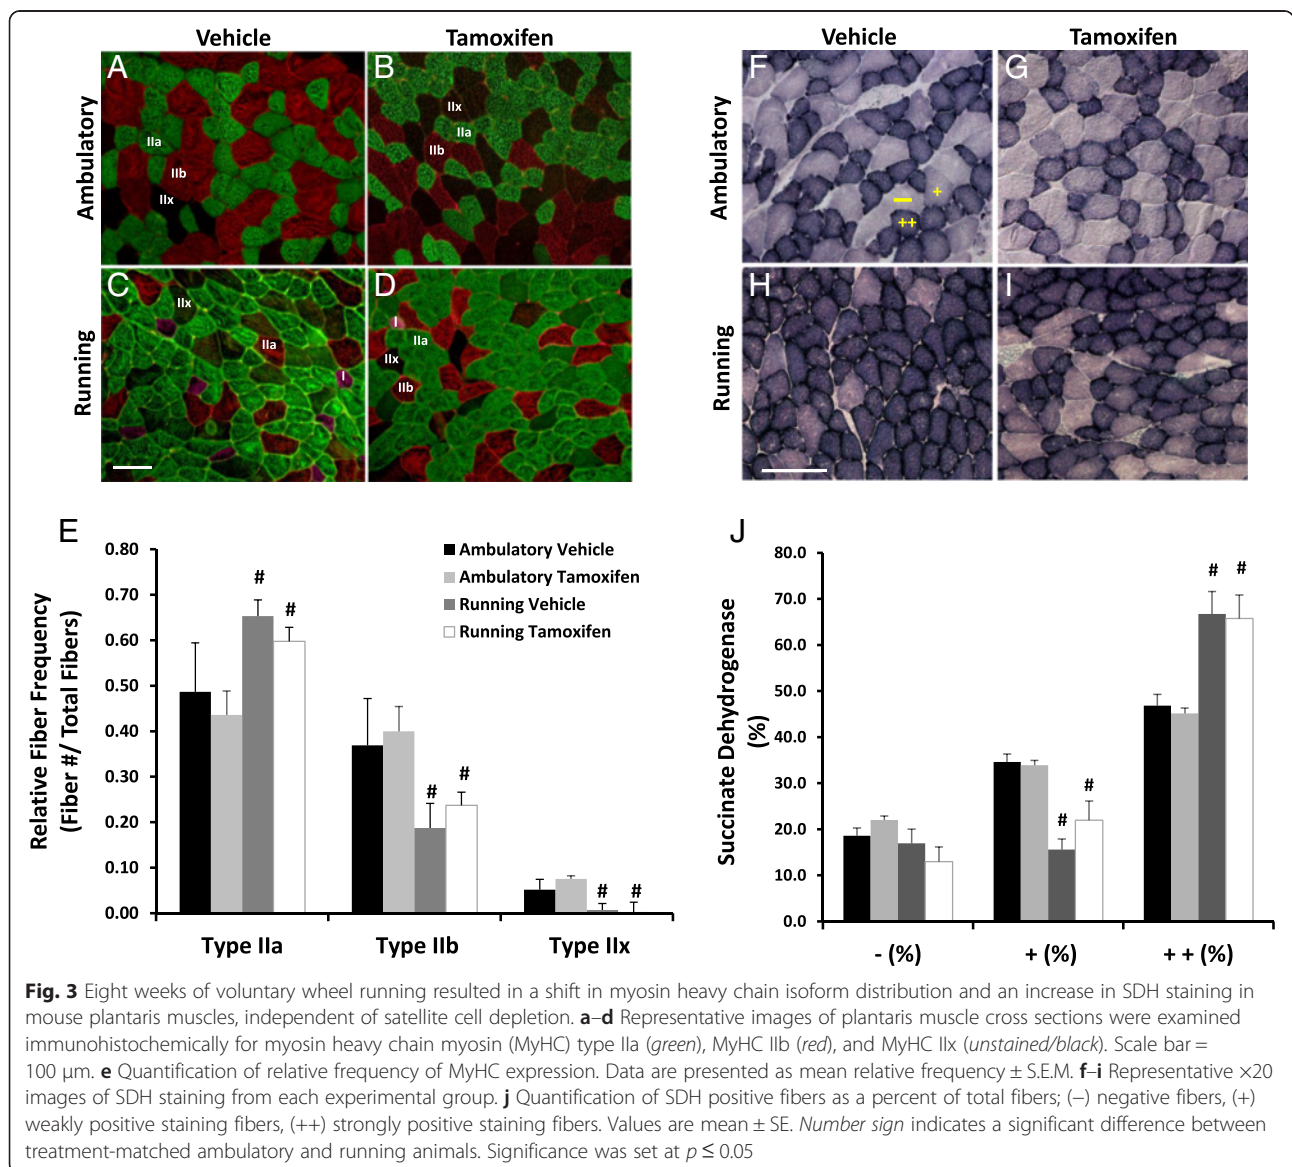 Vehicle Tamoxifen
Ambulatory
Running
A
IIa
IIb
IIx
B
IIx
IIa
IIb
C
IIx
IIa
I
D
I
IIa
IIx
IIb
Vehicle Tamoxifen
Ambulatory
Running
F
+
++
G
H
I
E
Relative Fiber Frequency
(Fiber #/ Total Fibers)
0.80
0.70
0.60
0.50
0.40
0.30
0.20
0.10
0.00
Ambulatory Vehicle
Ambulatory Tamoxifen
Running Vehicle
Running Tamoxifen
# #
# #
# #
Type IIa Type IIb Type IIx
J
Succinate Dehydrogenase
(%)
80.0
70.0
60.0
50.0
40.0
30.0
20.0
10.0
0.0
# #
# #
- (%) + (%) + + (%)
Fig. 3 Eight weeks of voluntary wheel running resulted in a shift in myosin heavy chain isoform distribution and an increase in SDH staining in
mouse plantaris muscles, independent of satellite cell depletion. a–d Representative images of plantaris muscle cross sections were examined
immunohistochemically for myosin heavy chain myosin (MyHC) type IIa (green), MyHC IIb (red), and MyHC IIx (unstained/black). Scale bar =
100 μm. e Quantification of relative frequency of MyHC expression. Data are presented as mean relative frequency ± S.E.M. f–i Representative ×20
images of SDH staining from each experimental group. j Quantification of SDH positive fibers as a percent of total fibers; (−) negative fibers, (+)
weakly positive staining fibers, (++) strongly positive staining fibers. Values are mean ± SE. Number sign indicates a significant difference between
treatment-matched ambulatory and running animals. Significance was set at p ≤ 0.05